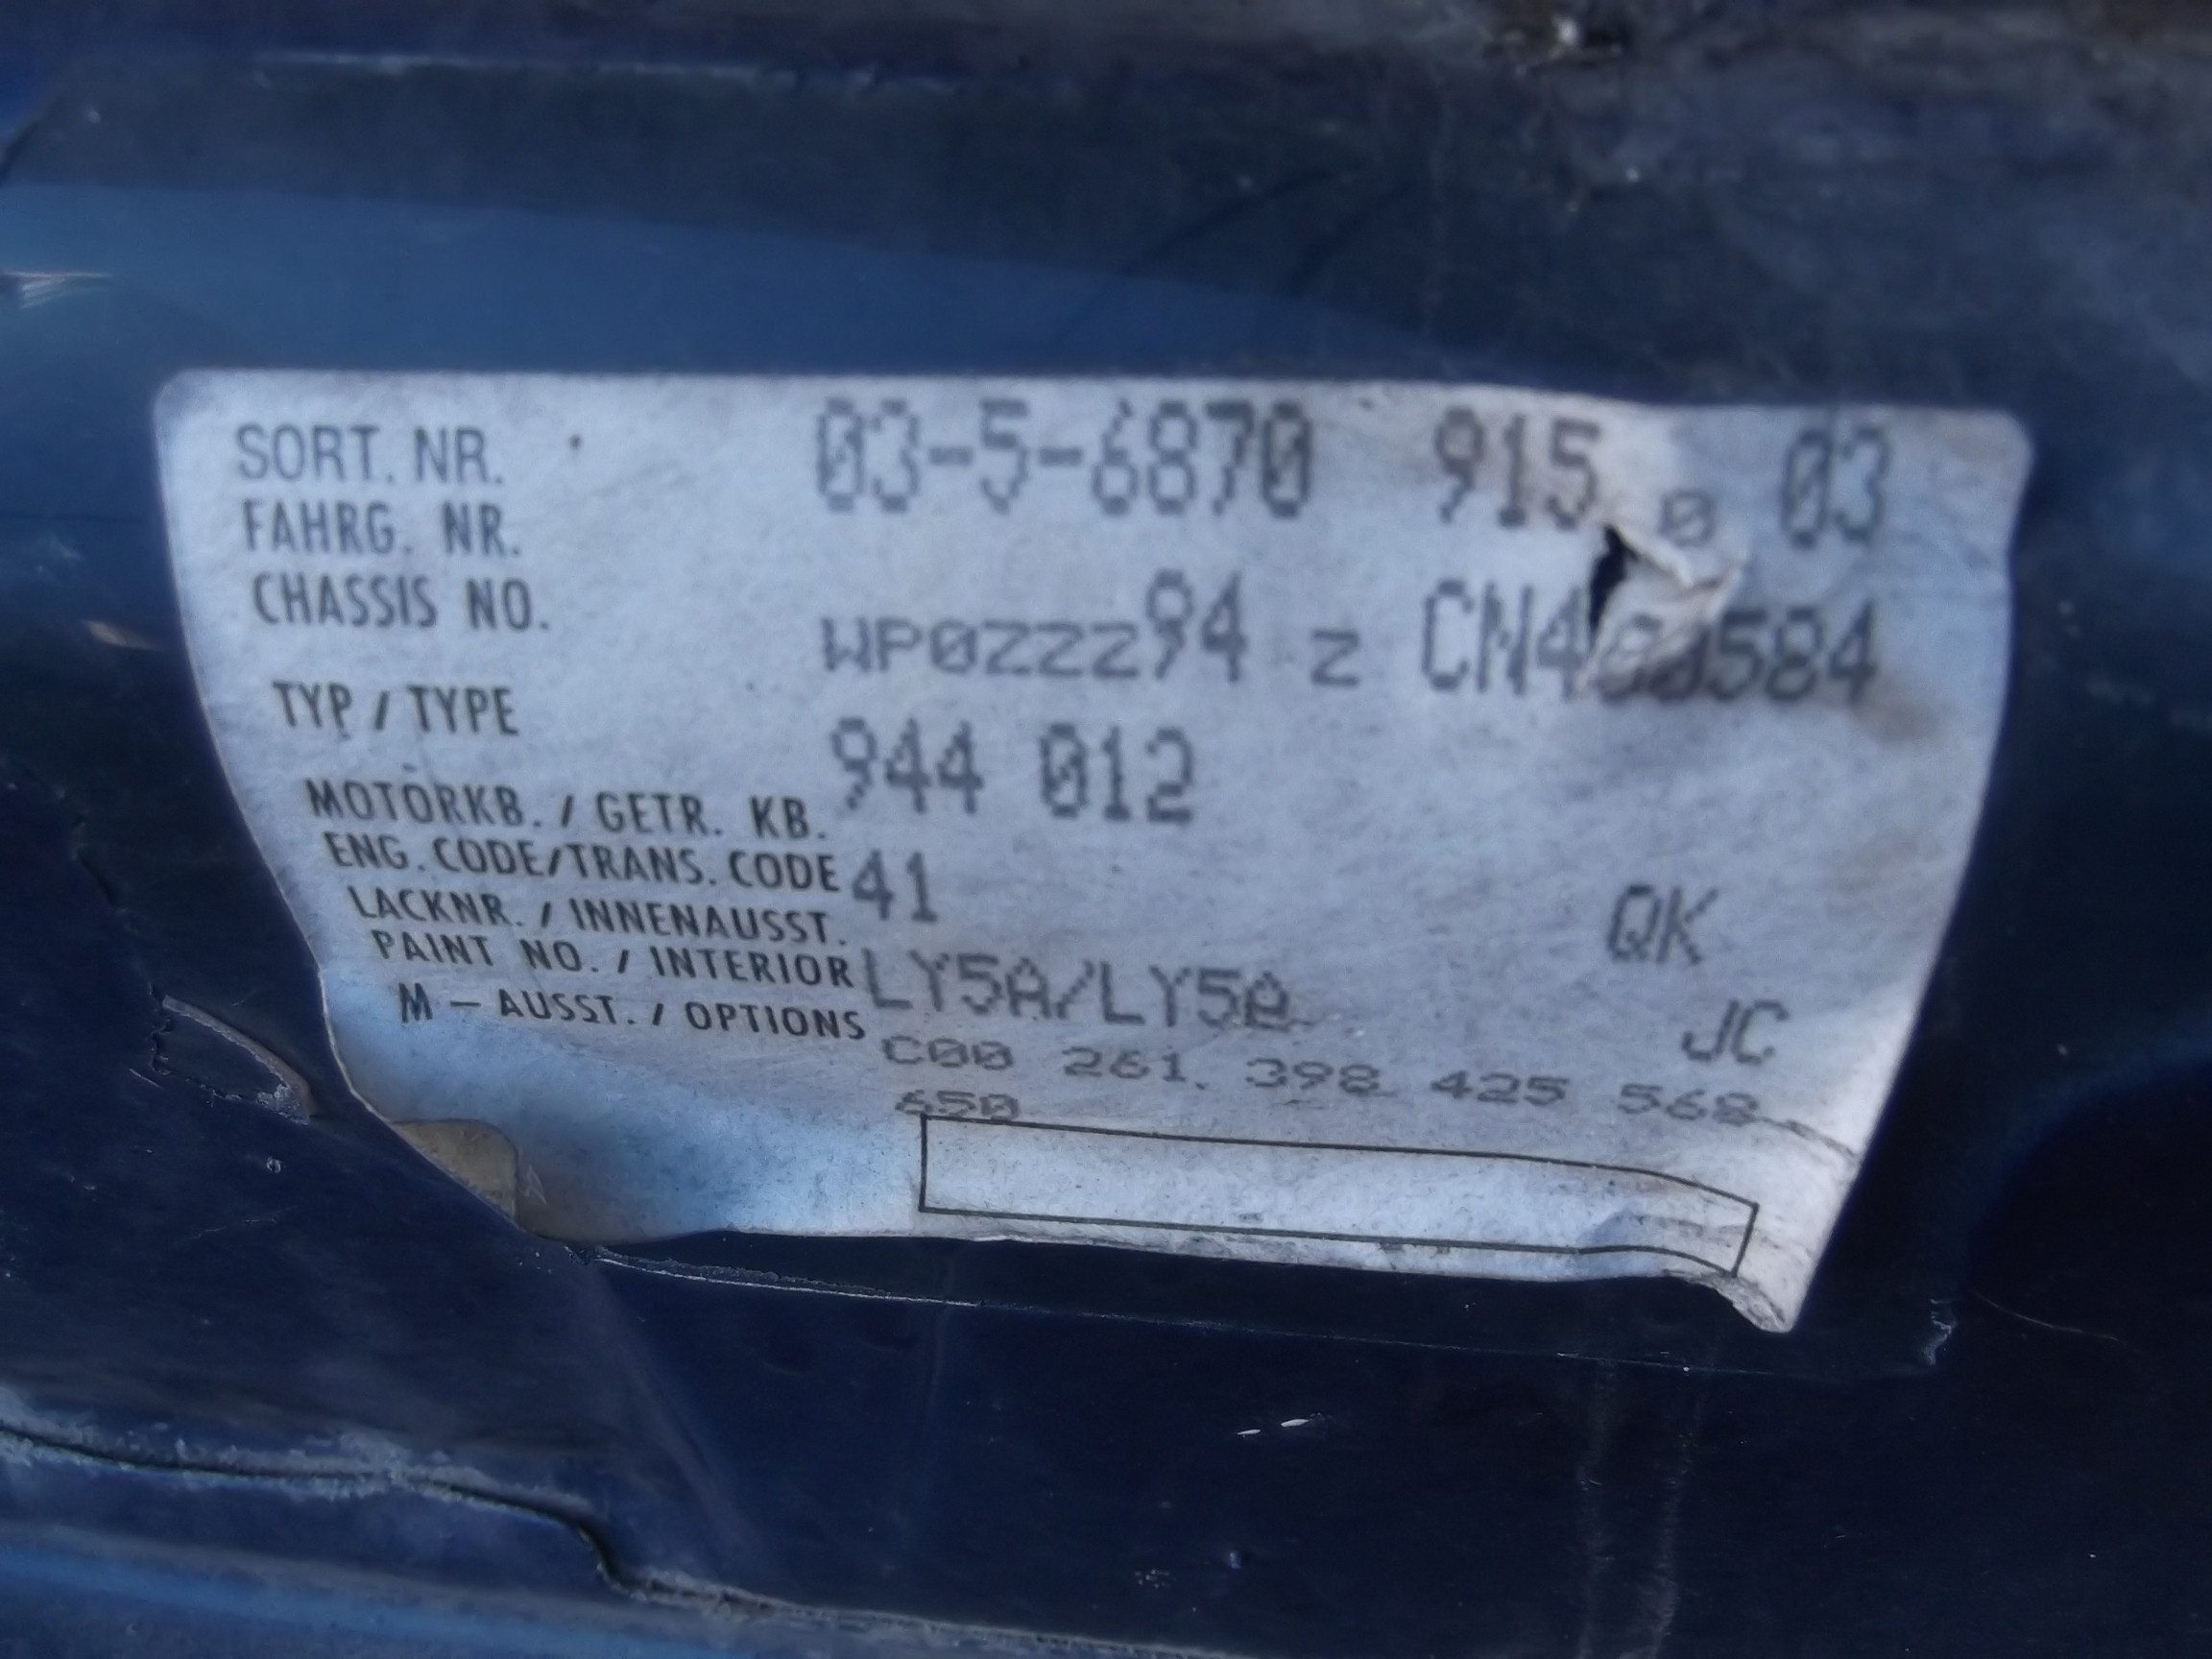 SORT. NR. 03-5-6870 915 0 03
FAHRG. NR.
CHASSIS NO. WP0ZZZ94 Z
TYP / TYPE 944 012
MOTORKB. / GETR. KB.
ENG. CODE/TRANS. CODE 41 QK
LACKNR. / INNENAUSST.
PAINT NO. / INTERIOR LY5A/LY5A JC
M – AUSST. / OPTIONS C00 261 398 425 568
650